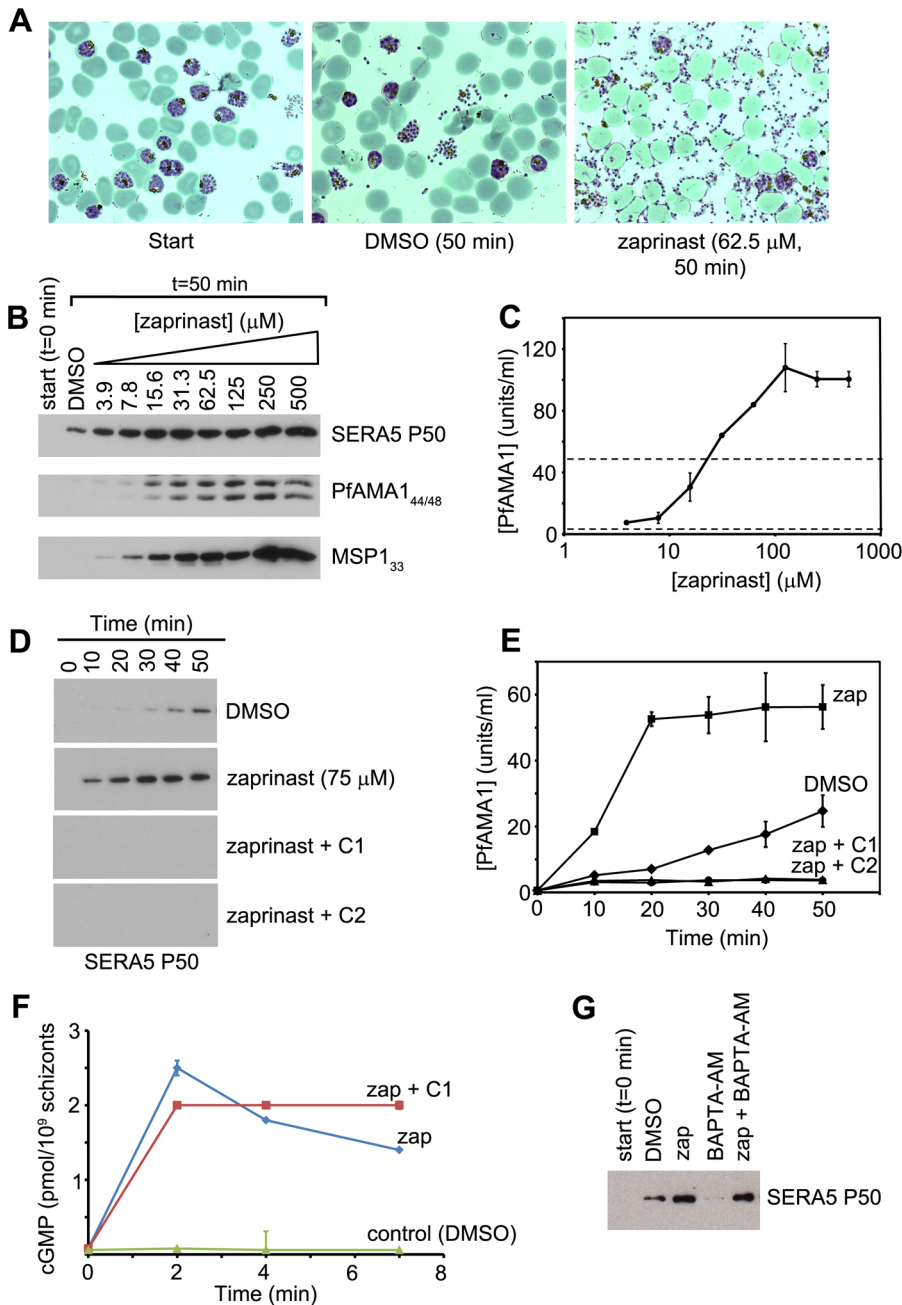 A
Start
DMSO (50 min)
zaprinast (62.5 μM,
50 min)
B
start (t=0 min)
t=50 min
DMSO
[zaprinast] (μM)
3.9
7.8
15.6
31.3
62.5
125
250
500
SERA5 P50
PfAMA1₄₄/₄₈
MSP1₃₃
C
[PfAMA1] (units/ml)
120
80
40
0
1
10
100
1000
[zaprinast] (μM)
D
Time (min)
0
10
20
30
40
50
DMSO
zaprinast (75 μM)
zaprinast + C1
zaprinast + C2
SERA5 P50
E
[PfAMA1] (units/ml)
60
40
20
0
zap
DMSO
zap + C1
zap + C2
0
10
20
30
40
50
Time (min)
F
cGMP (pmol/10⁹ schizonts
3
2
1
0
zap + C1
zap
control (DMSO)
0
2
4
6
8
Time (min)
G
start (t=0 min)
DMSO
zap
BAPTA-AM
zap + BAPTA-AM
SERA5 P50